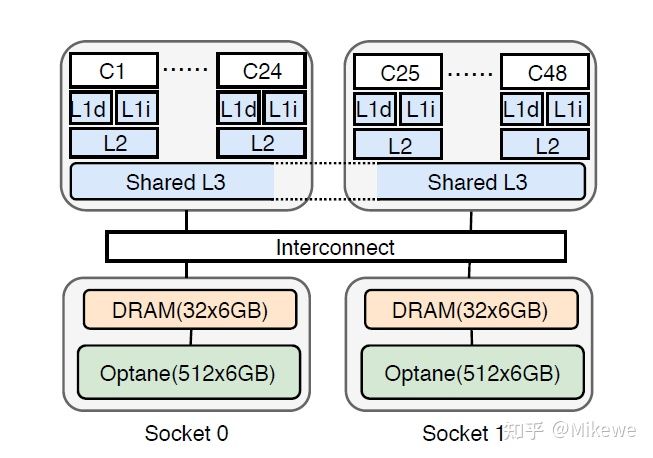 C1 ······ C24
L1d L1i L1d L1i
L2 L2
Shared L3
C25 ······ C48
L1d L1i L1d L1i
L2 L2
Shared L3
Interconnect
DRAM(32x6GB)
Optane(512x6GB)
Socket 0
DRAM(32x6GB)
Optane(512x6GB)
Socket 1
知乎 @Mikewe